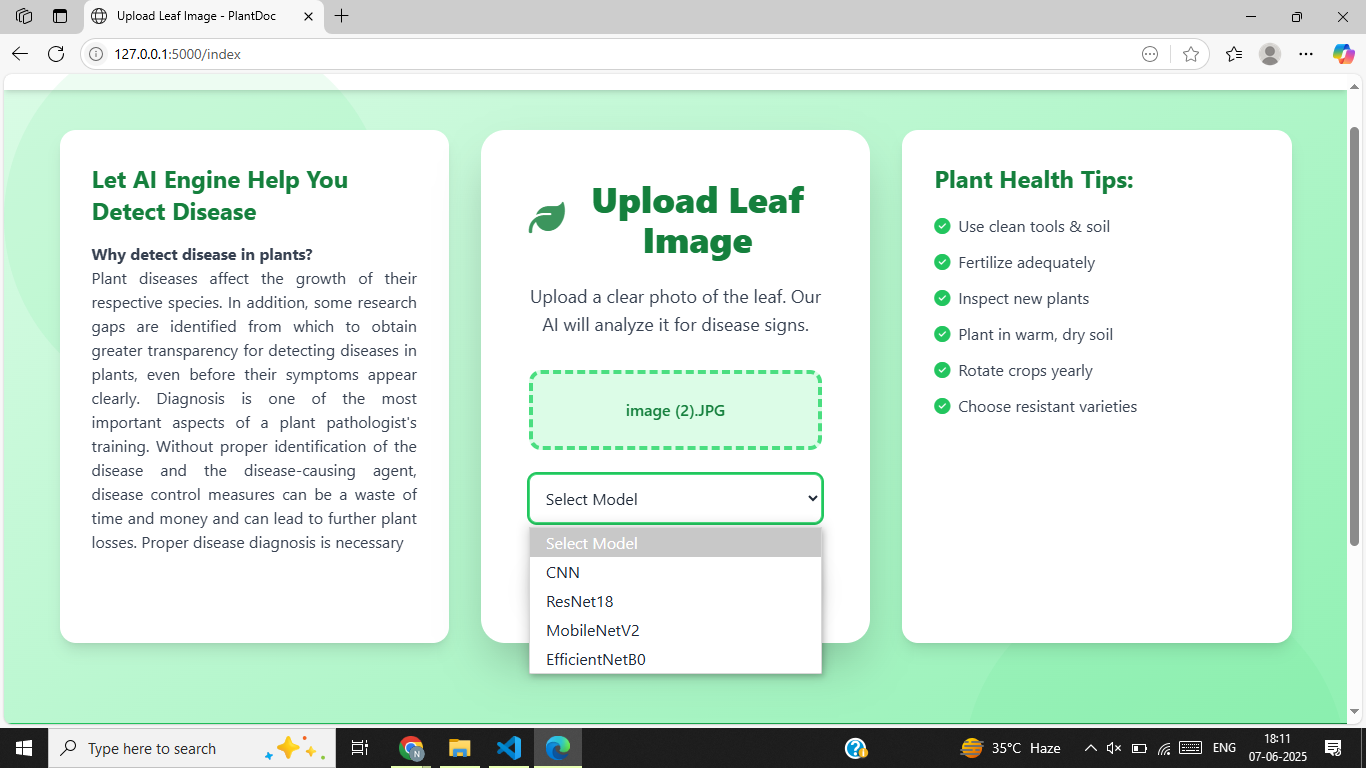 Upload Leaf Image - PlantDoc
127.0.0.1:5000/index
Let AI Engine Help You
Detect Disease
Why detect disease in plants?
Plant diseases affect the growth of their
respective species. In addition, some research
gaps are identified from which to obtain
greater transparency for detecting diseases in
plants, even before their symptoms appear
clearly. Diagnosis is one of the most
important aspects of a plant pathologist's
training. Without proper identification of the
disease and the disease-causing agent,
disease control measures can be a waste of
time and money and can lead to further plant
losses. Proper disease diagnosis is necessary
Upload Leaf
Image
Upload a clear photo of the leaf. Our
AI will analyze it for disease signs.
image (2).JPG
Select Model
Select Model
CNN
ResNet18
MobileNetV2
EfficientNetB0
Plant Health Tips:
Use clean tools & soil
Fertilize adequately
Inspect new plants
Plant in warm, dry soil
Rotate crops yearly
Choose resistant varieties
Type here to search
N
35°C Haze
ENG
18:11
07-06-2025